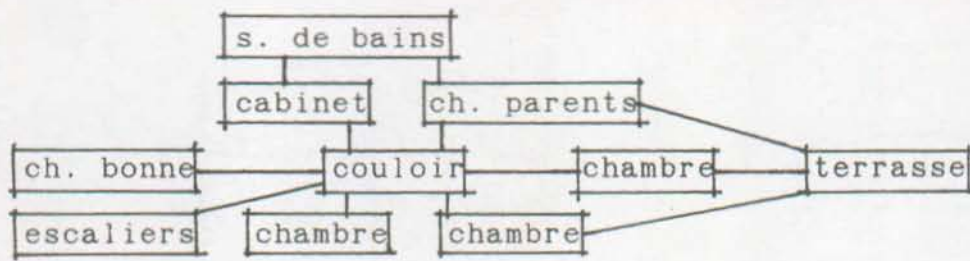 s. de bains
cabinet ch. parents
ch. bonne couloir chambre terrasse
escaliers chambre chambre